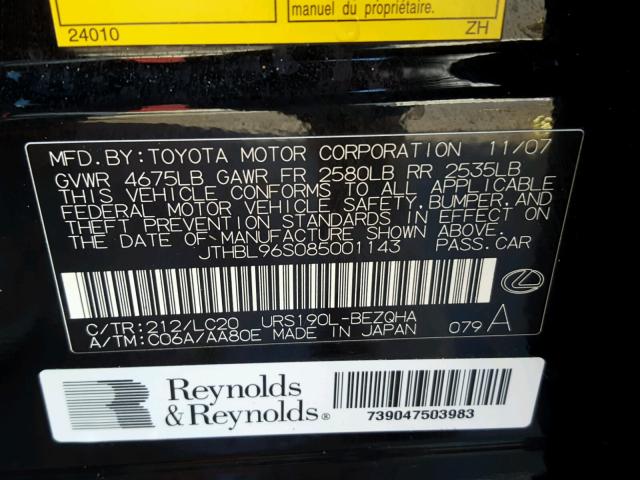 manuel du propriétaire.
24010 ZH
MFD.BY:TOYOTA MOTOR CORPORATION 11/07
GVWR 4675LB GAWR FR 2580LB RR 2535LB
THIS VEHICLE CONFORMS TO ALL APPLICABLE
FEDERAL MOTOR VEHICLE SAFETY,BUMPER,AND
THEFT PREVENTION STANDARDS IN EFFECT ON
THE DATE OF MANUFACTURE SHOWN ABOVE.
JTHBL96S085001143 PASS.CAR
C/TR:212/LC20 URS190L-BEZQHA
A/TM:C06A/AA80E MADE IN JAPAN 079 A
R Reynolds
&Reynolds®
739047503983